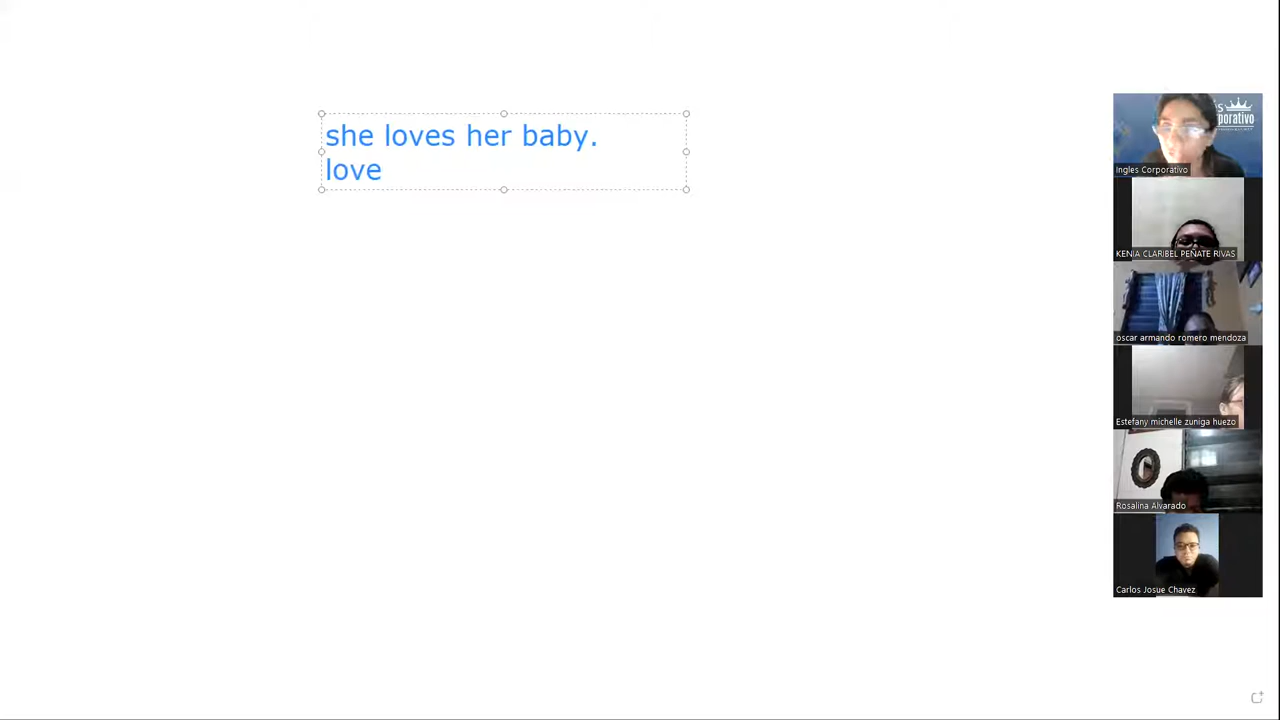 she loves her baby.
love
s
porativo
Ingles Corporativo
KENIA CLARIBEL PEÑATE RIVAS
oscar armando romero mendoza
Estefany michelle zuniga huezo
Rosalina Alvarado
Carlos Josue Chavez